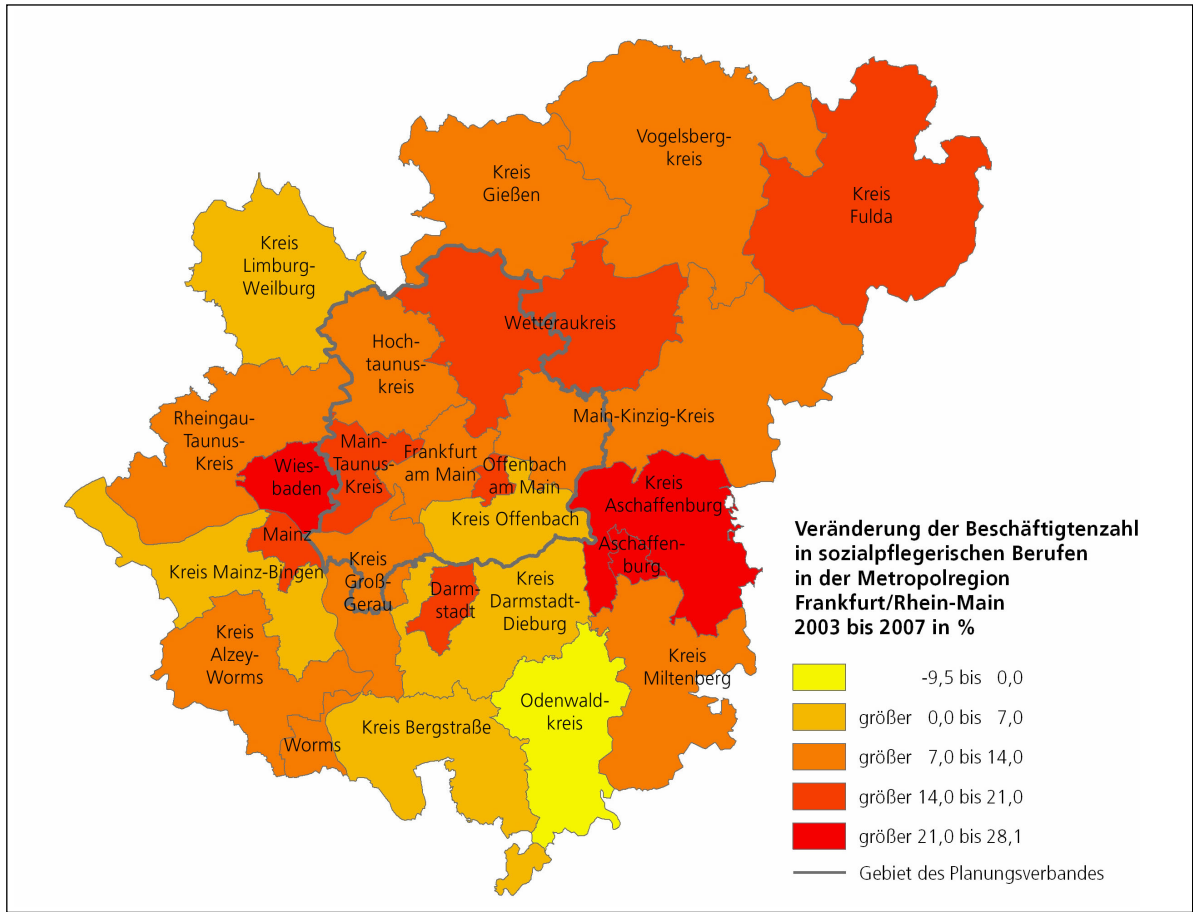 Vogelsberg-
kreis
Kreis
Gießen
Kreis
Fulda
Kreis
Limburg-
Weilburg
Wetteraukreis
Hoch-
taunus-
kreis
Rheingau-
Taunus-
Kreis
Main-Kinzig-Kreis
Main-
Taunus-
Kreis
Frankfurt
am Main
Offenbach
am Main
Wies-
baden
Kreis
Aschaffenburg
Kreis Offenbach
Mainz
Aschaffen-
burg
Kreis Mainz-Bingen
Kreis
Groß-
Gerau
Darm-
stadt
Kreis
Darmstadt-
Dieburg
Kreis
Alzey-
Worms
Kreis
Miltenberg
Odenwald-
kreis
Kreis Bergstraße
Worms
Veränderung der Beschäftigtenzahl
in sozialpflegerischen Berufen
in der Metropolregion
Frankfurt/Rhein-Main
2003 bis 2007 in %
-9,5 bis 0,0
größer 0,0 bis 7,0
größer 7,0 bis 14,0
größer 14,0 bis 21,0
größer 21,0 bis 28,1
Gebiet des Planungsverbandes